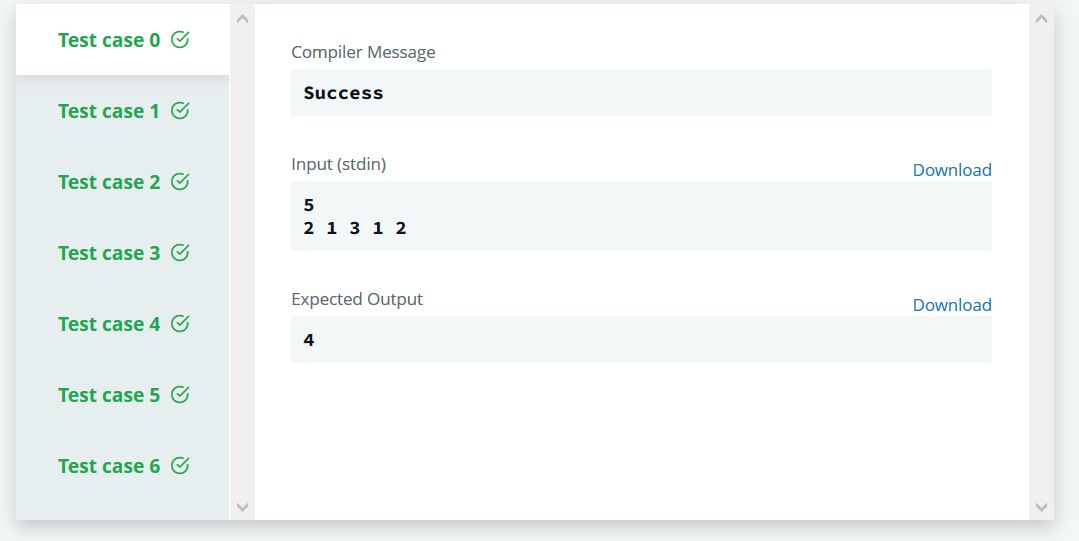 Test case 0
Test case 1
Test case 2
Test case 3
Test case 4
Test case 5
Test case 6
Compiler Message
Success
Input (stdin)
Download
5
2 1 3 1 2
Expected Output
Download
4